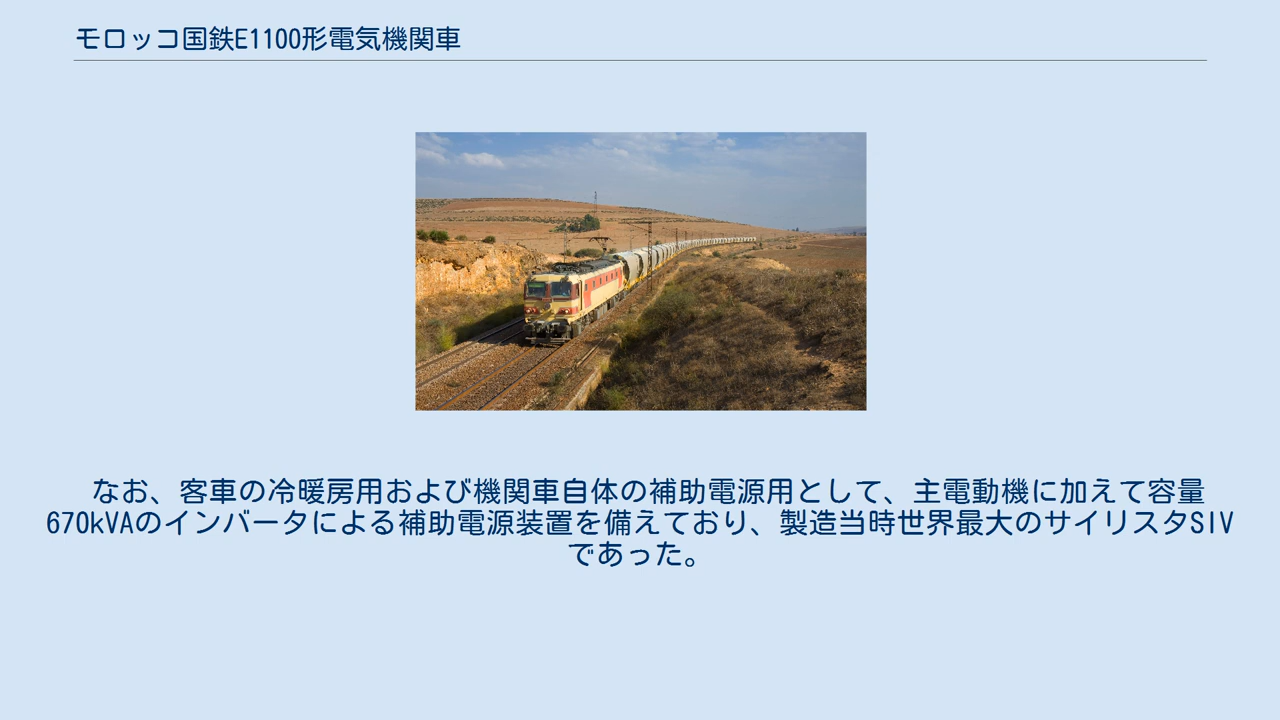 モロッコ国鉄E1100形電気機関車
なお、客車の冷暖房用および機関車自体の補助電源用として、主電動機に加えて容量
670kVAのインバータによる補助電源装置を備えており、製造当時世界最大のサイリスタSIV
であった。